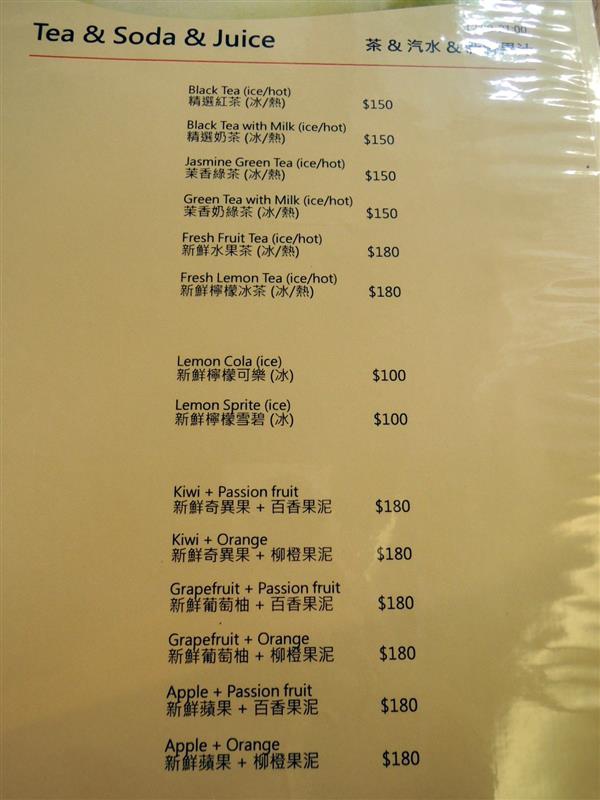 Tea & Soda & Juice
茶 & 汽水 &
Black Tea (ice/hot)
精選紅茶 (冰/熱) $150
Black Tea with Milk (ice/hot)
精選奶茶 (冰/熱) $150
Jasmine Green Tea (ice/hot)
茉香綠茶 (冰/熱) $150
Green Tea with Milk (ice/hot)
茉香奶綠茶 (冰/熱) $150
Fresh Fruit Tea (ice/hot)
新鮮水果茶 (冰/熱) $180
Fresh Lemon Tea (ice/hot)
新鮮檸檬冰茶 (冰/熱) $180
Lemon Cola (ice)
新鮮檸檬可樂 (冰) $100
Lemon Sprite (ice)
新鮮檸檬雪碧 (冰) $100
Kiwi + Passion fruit
新鮮奇異果 + 百香果泥 $180
Kiwi + Orange
新鮮奇異果 + 柳橙果泥 $180
Grapefruit + Passion fruit
新鮮葡萄柚 + 百香果泥 $180
Grapefruit + Orange
新鮮葡萄柚 + 柳橙果泥 $180
Apple + Passion fruit
新鮮蘋果 + 百香果泥 $180
Apple + Orange
新鮮蘋果 + 柳橙果泥 $180